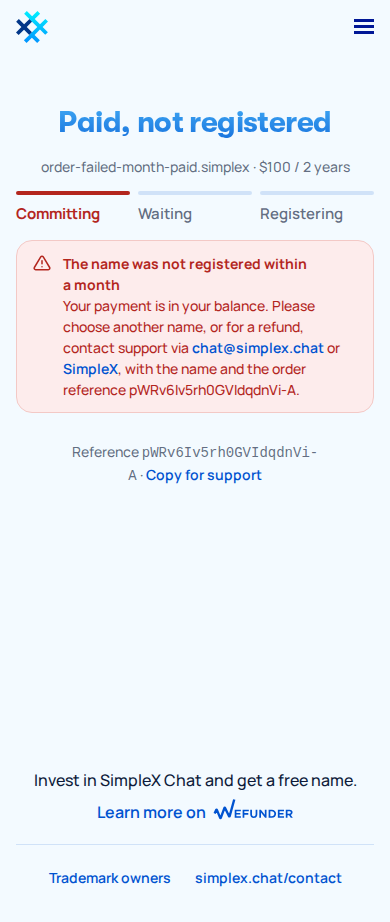 Paid, not registered
order-failed-month-paid.simplex · $100 / 2 years
Committing
Waiting
Registering
The name was not registered within
a month
Your payment is in your balance. Please
choose another name, or for a refund,
contact support via chat@simplex.chat or
SimpleX, with the name and the order
reference pWRv6Iv5rh0GVIdqdnVi-A.
Reference pWRv6Iv5rh0GVIdqdnVi-
A · Copy for support
Invest in SimpleX Chat and get a free name.
Learn more on WEFUNDER
Trademark owners
simplex.chat/contact